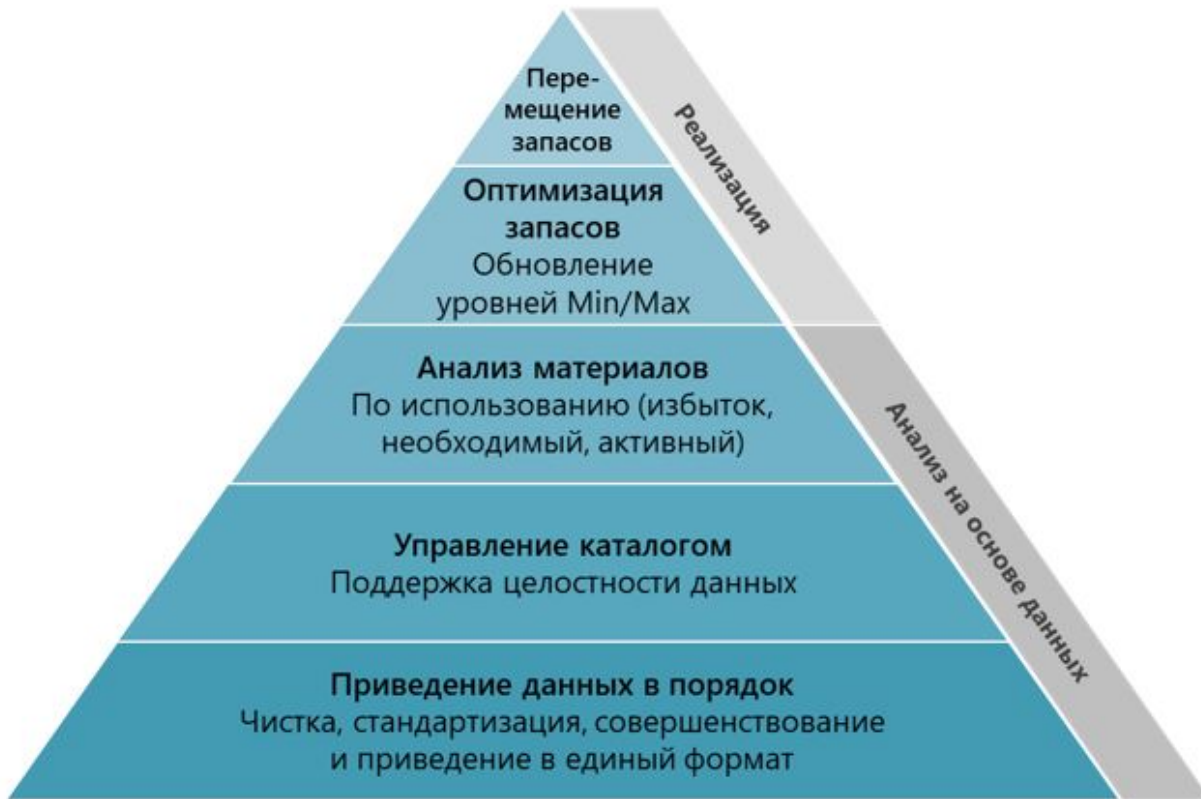 Пере-
мещение
запасов
Реализация
Оптимизация
запасов
Обновление
уровней Min/Max
Анализ материалов
По использованию (избыток,
необходимый, активный)
Анализ на основе данных
Управление каталогом
Поддержка целостности данных
Приведение данных в порядок
Чистка, стандартизация, совершенствование
и приведение в единый формат